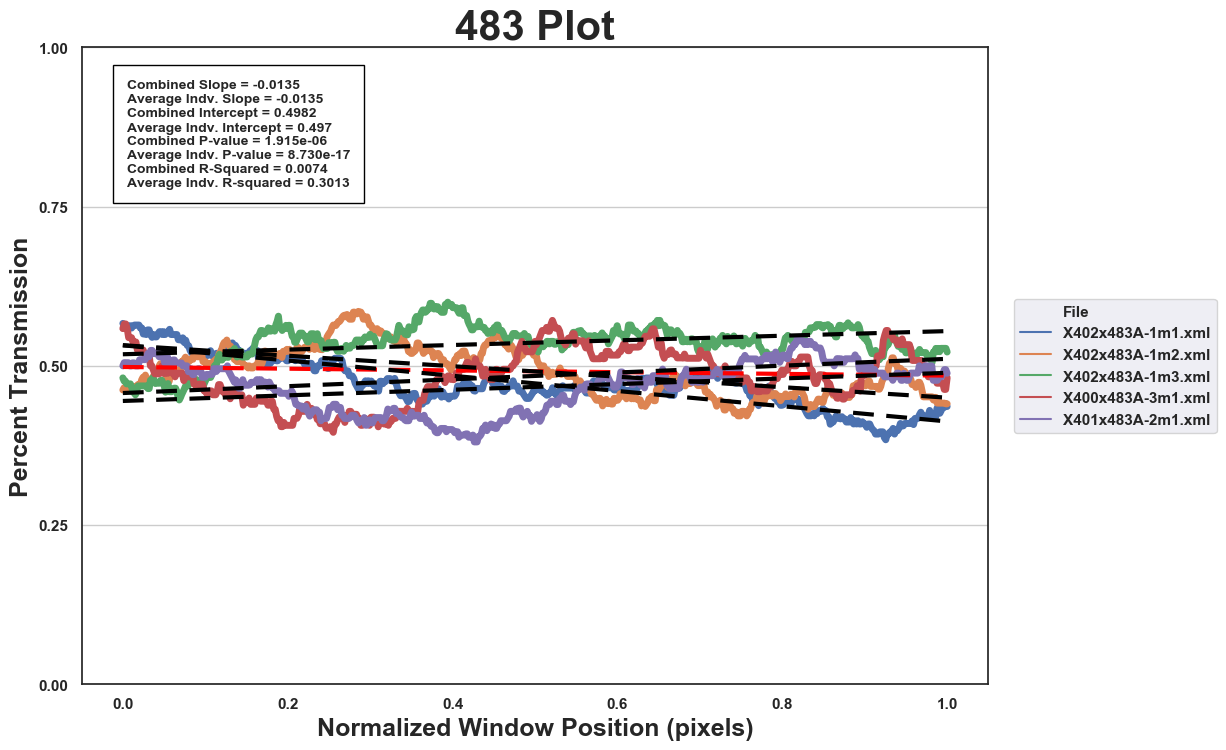 483 Plot
1.00
Combined Slope = -0.0135
Average Indv. Slope = -0.0135
Combined Intercept = 0.4982
Average Indv. Intercept = 0.497
Combined P-value = 1.915e-06
Average Indv. P-value = 8.730e-17
Combined R-Squared = 0.0074
Average Indv. R-squared = 0.3013
0.75
0.50
0.25
0.00
Percent Transmission
0.0 0.2 0.4 0.6 0.8 1.0
Normalized Window Position (pixels)
File
X402x483A-1m1.xml
X402x483A-1m2.xml
X402x483A-1m3.xml
X400x483A-3m1.xml
X401x483A-2m1.xml